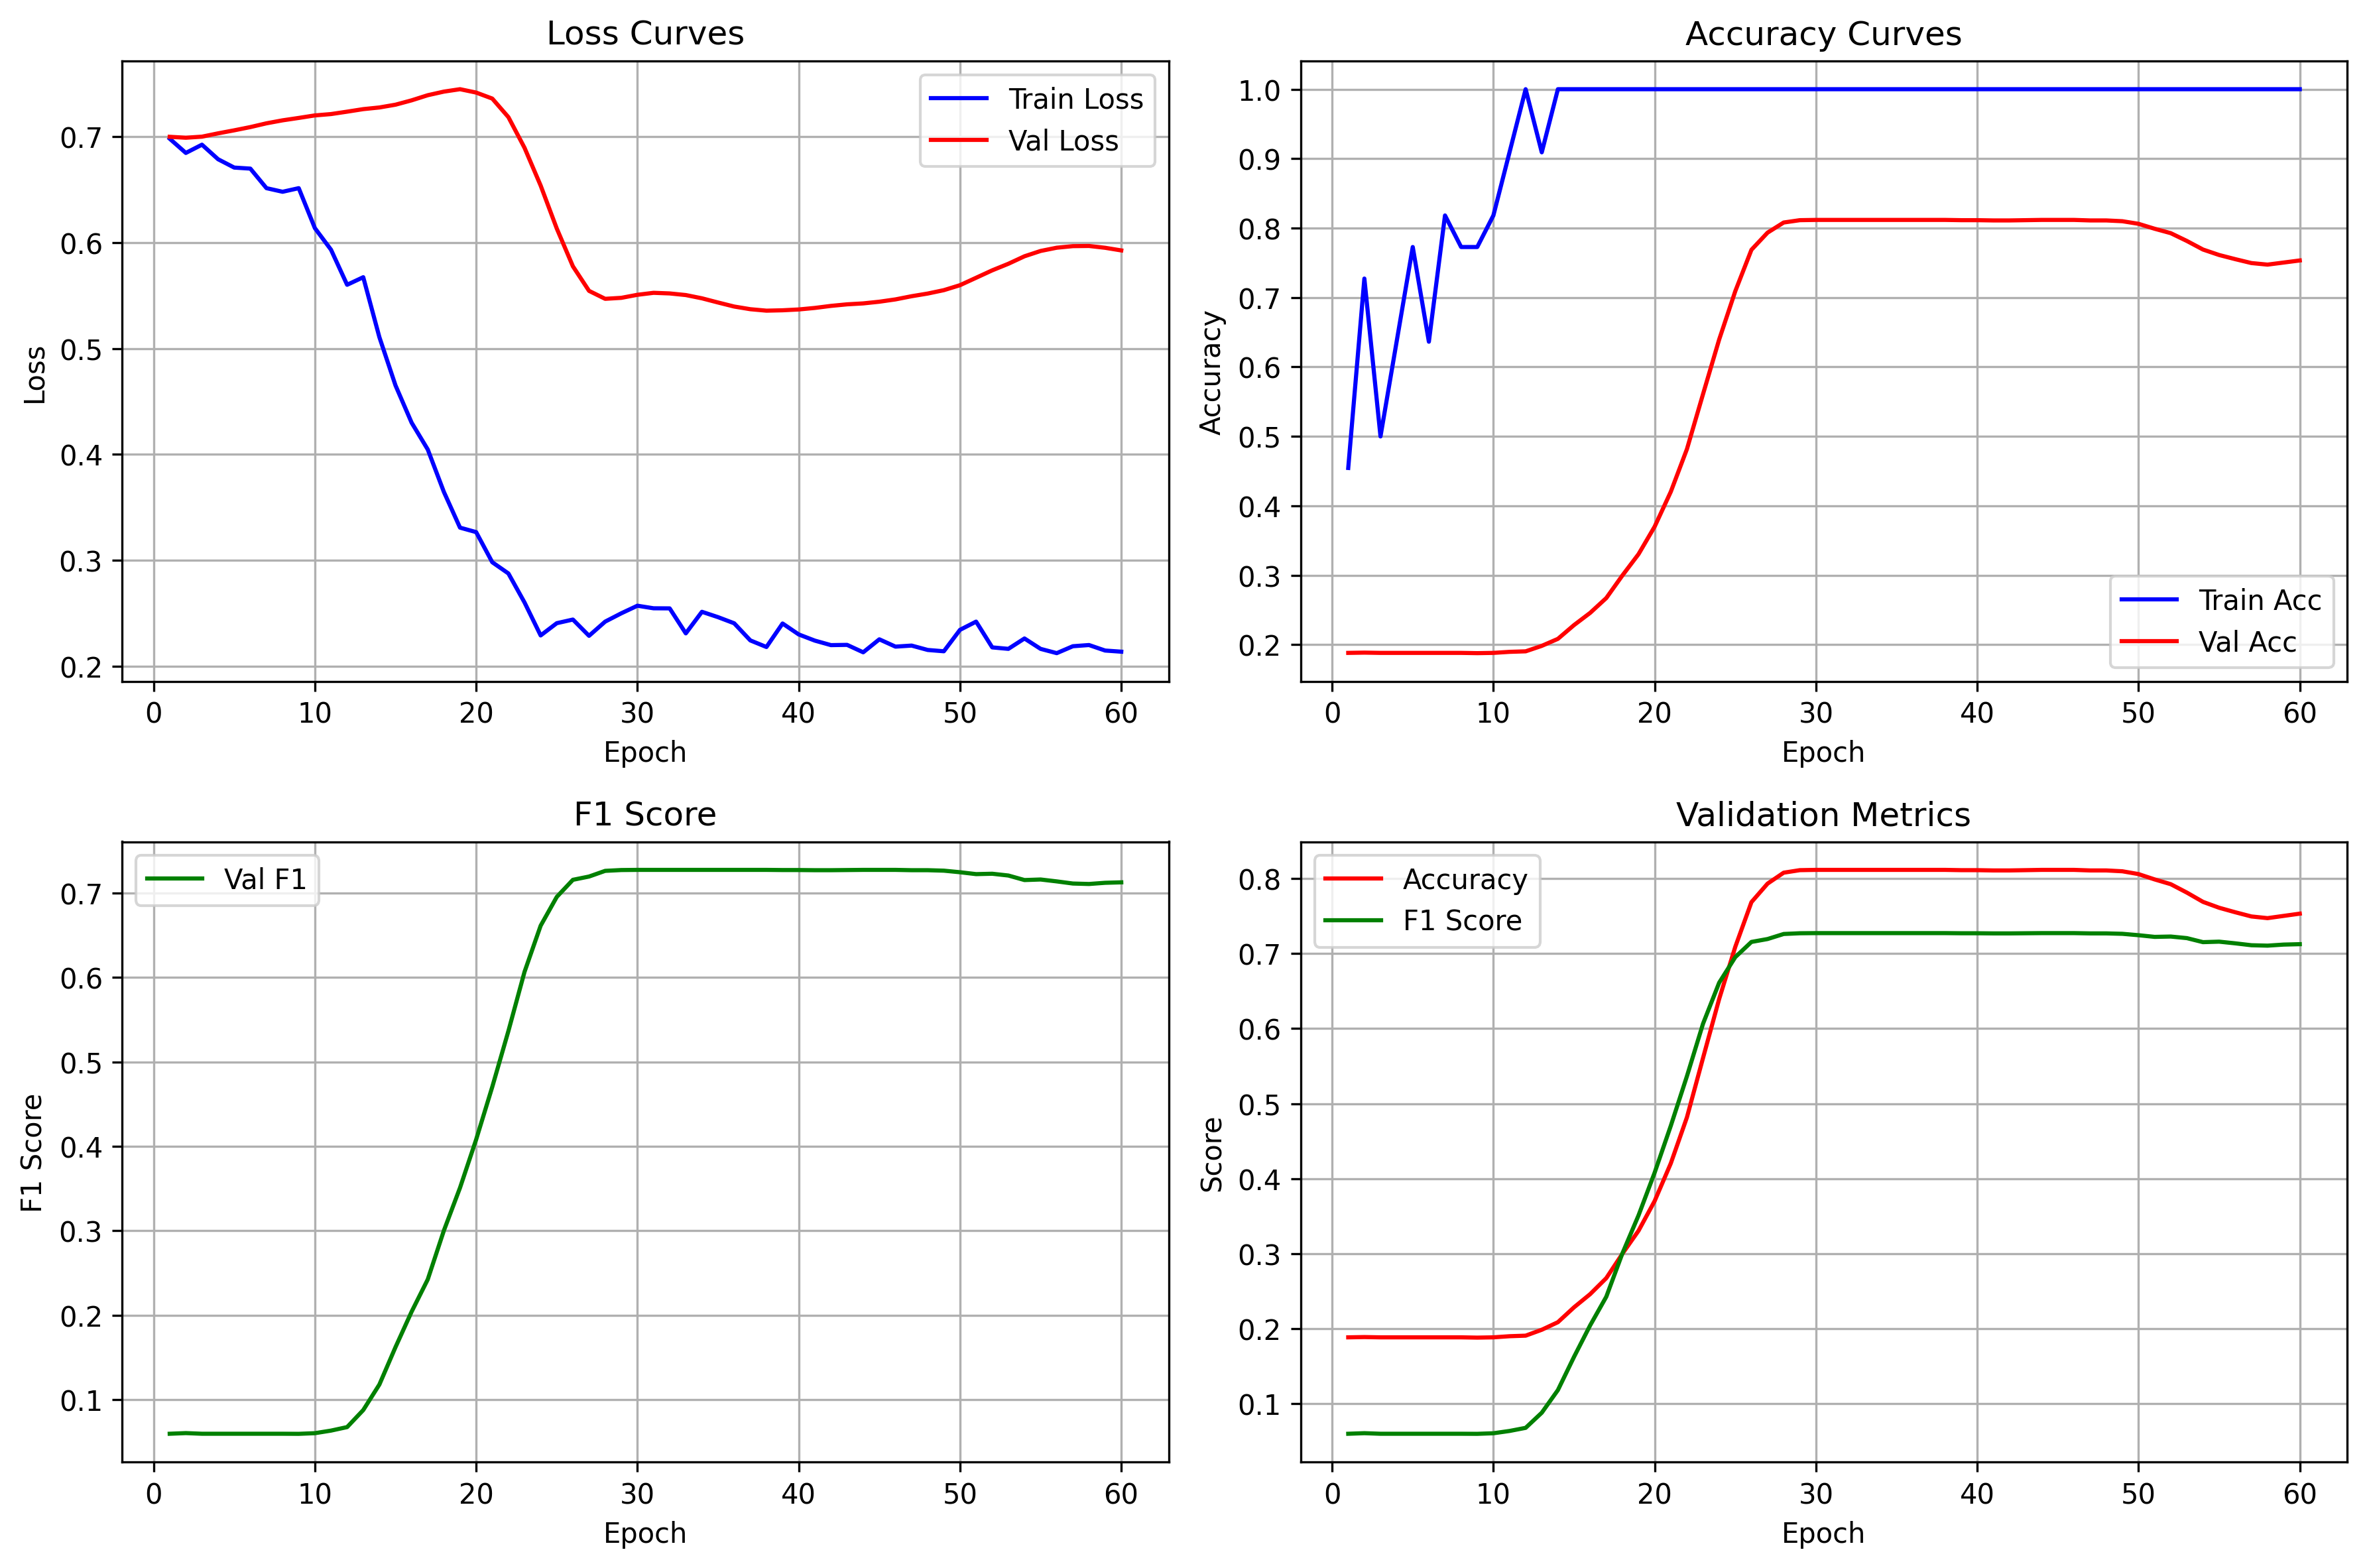 Loss Curves
Train Loss
Val Loss
Loss
0.7
0.6
0.5
0.4
0.3
0.2
0 10 20 30 40 50 60
Epoch
Accuracy Curves
Train Acc
Val Acc
Accuracy
1.0
0.9
0.8
0.7
0.6
0.5
0.4
0.3
0.2
0 10 20 30 40 50 60
Epoch
F1 Score
Val F1
F1 Score
0.7
0.6
0.5
0.4
0.3
0.2
0.1
0 10 20 30 40 50 60
Epoch
Validation Metrics
Accuracy
F1 Score
Score
0.8
0.7
0.6
0.5
0.4
0.3
0.2
0.1
0 10 20 30 40 50 60
Epoch